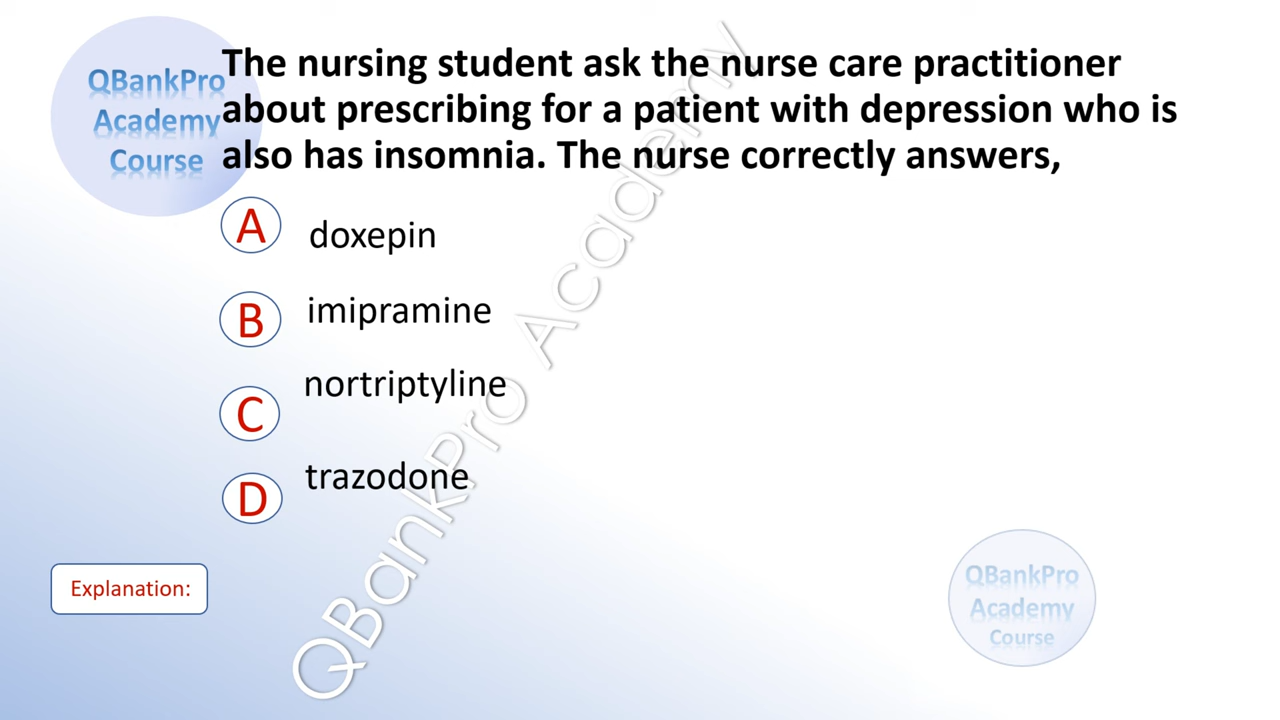 QBankPro
Academy
Course
The nursing student ask the nurse care practitioner
about prescribing for a patient with depression who is
also has insomnia. The nurse correctly answers,
A doxepin
B imipramine
C nortriptyline
D trazodone
Explanation:
QBankPro Academy
QBankPro
Academy
Course